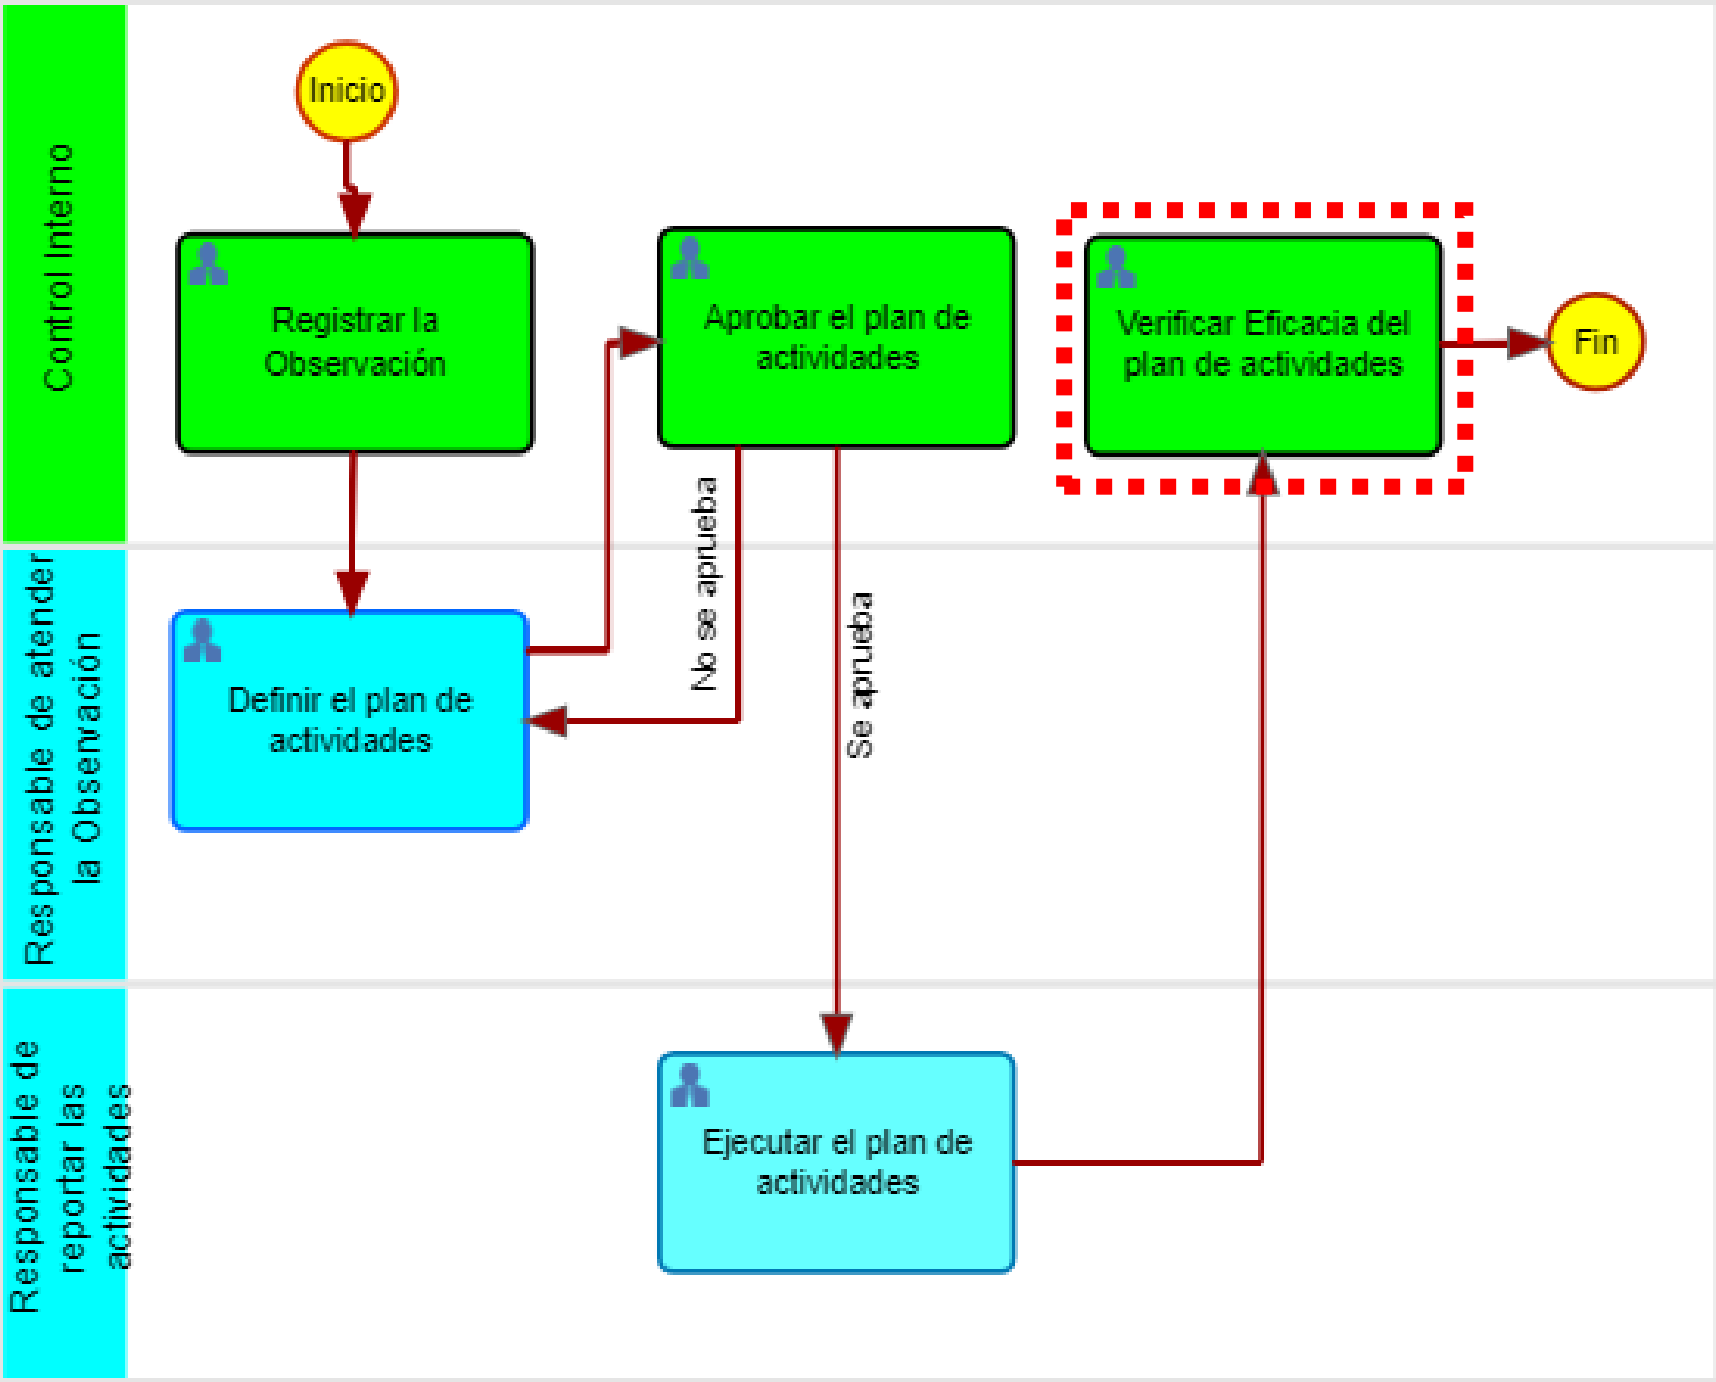 Control Interno
Inicio
Registrar la
Observación
Aprobar el plan de
actividades
Verificar Eficacia del
plan de actividades
Fin
Responsable de atender
la Observación
Definir el plan de
actividades
No se aprueba
Se aprueba
Responsable de
reportar las
actividades
Ejecutar el plan de
actividades